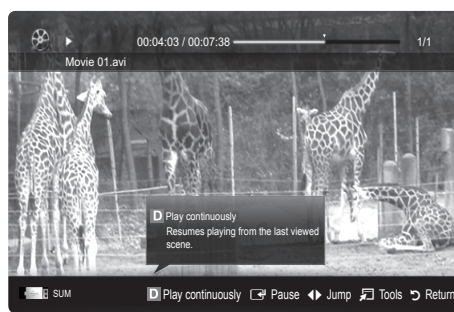 00:04:03 / 00:07:38 1/1
Movie 01.avi
D Play continuously
Resumes playing from the last viewed
scene.
SUM D Play continuously Pause Jump Tools Return